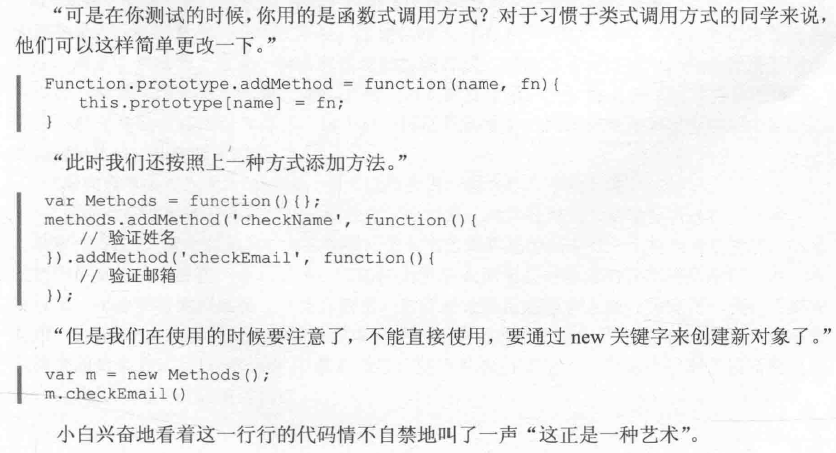 “可是在你测试的时候，你用的是函数式调用方式？对于习惯于类式调用方式的同学来说，
他们可以这样简单更改一下。”
Function.prototype.addMethod = function(name, fn){
    this.prototype[name] = fn;
}
“此时我们还按照上一种方式添加方法。”
var Methods = function(){};
methods.addMethod('checkName', function(){
    // 验证姓名
}).addMethod('checkEmail', function(){
    // 验证邮箱
});
“但是我们在使用的时候要注意了，不能直接使用，要通过 new 关键字来创建新对象了。”
var m = new Methods();
m.checkEmail()
小白兴奋地看着这一行行的代码情不自禁地叫了一声“这正是一种艺术”。